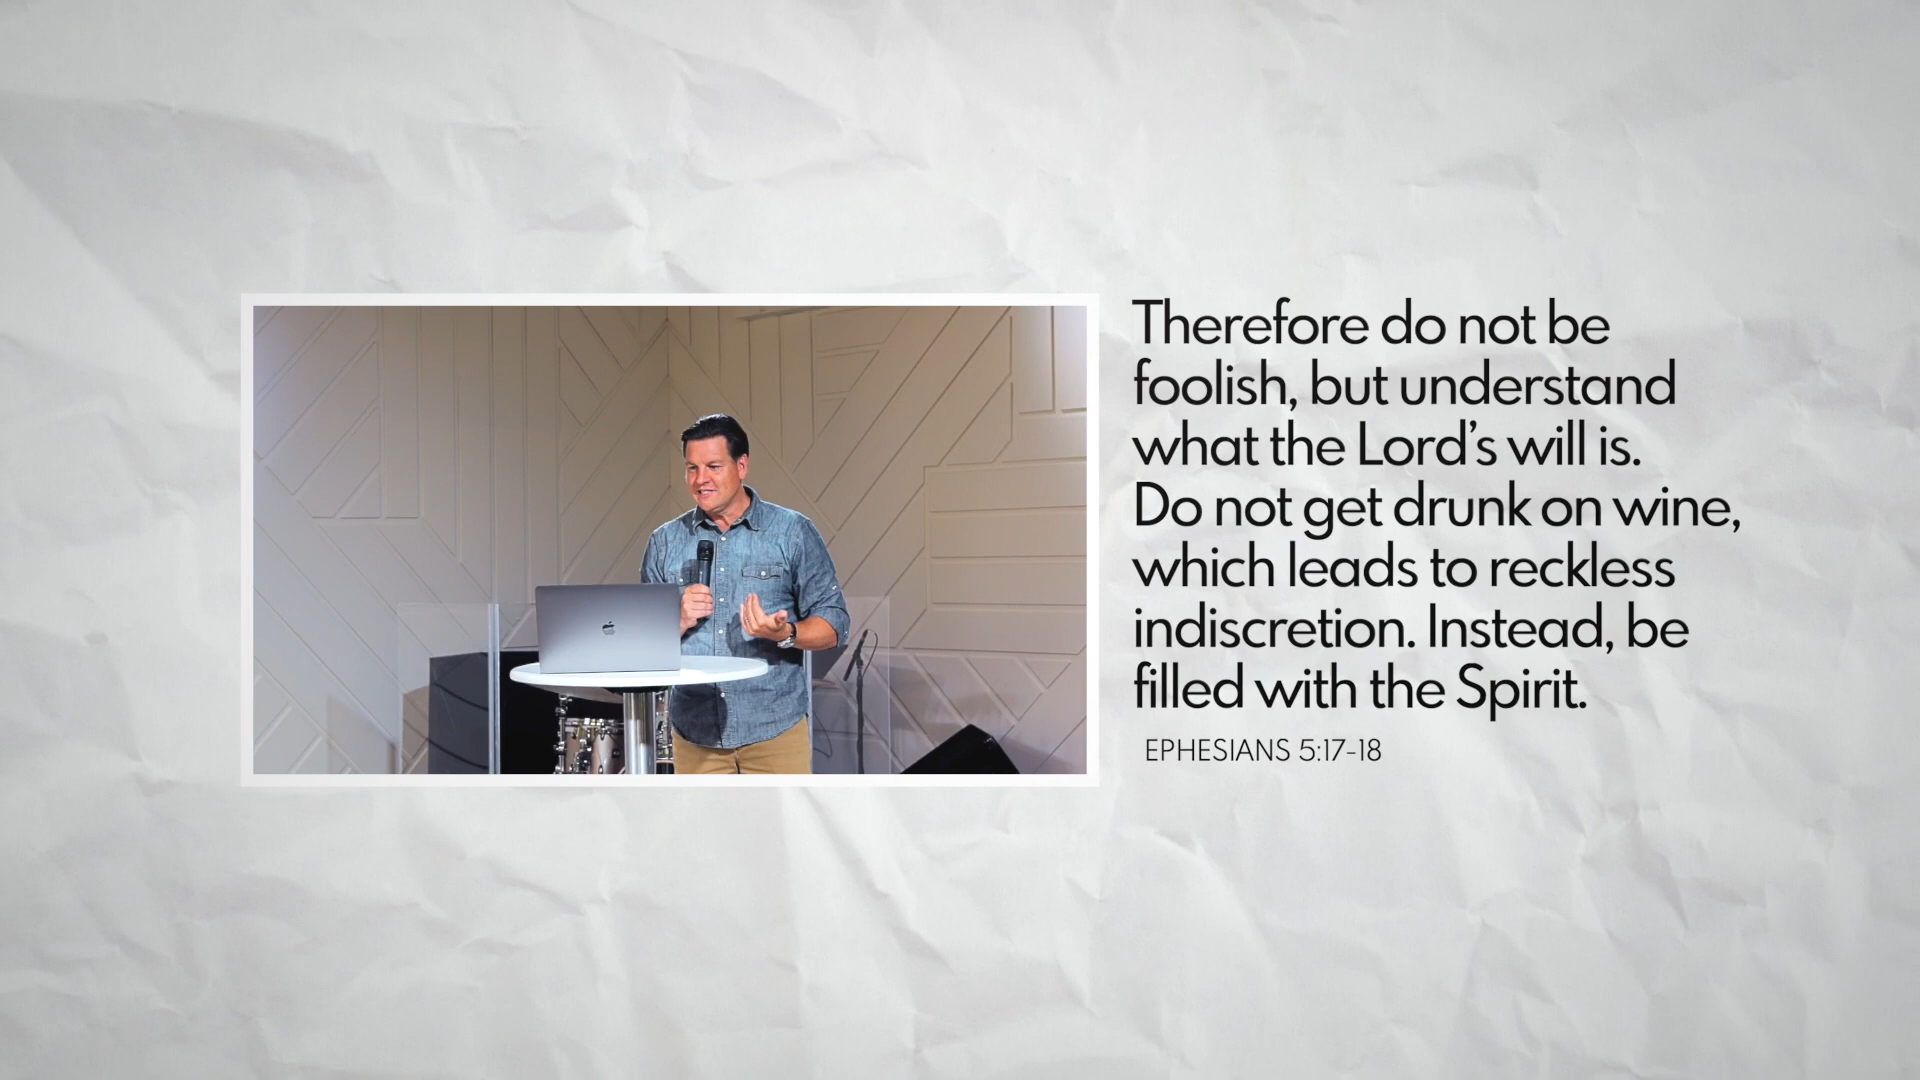 Therefore do not be
foolish, but understand
what the Lord’s will is.
Do not get drunk on wine,
which leads to reckless
indiscretion. Instead, be
filled with the Spirit.
EPHESIANS 5:17-18